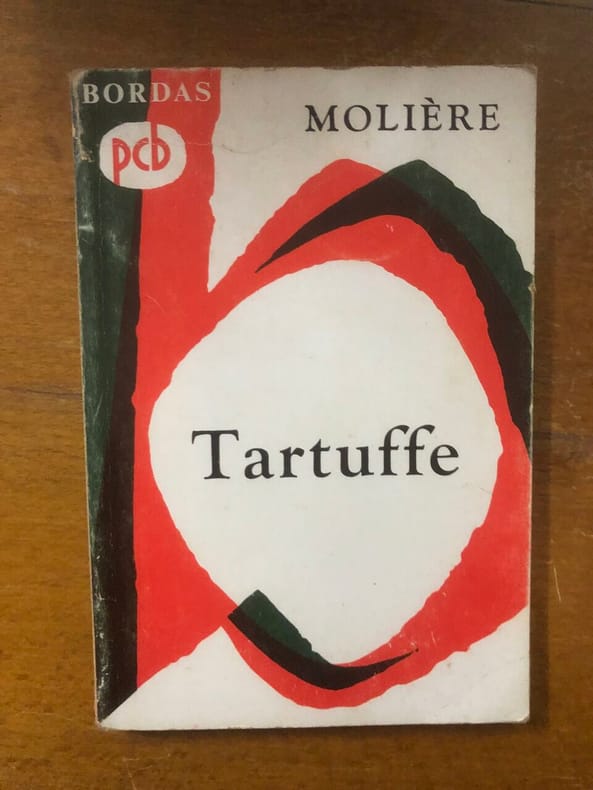 BORDAS
pcb
MOLIÈRE
Tartuffe